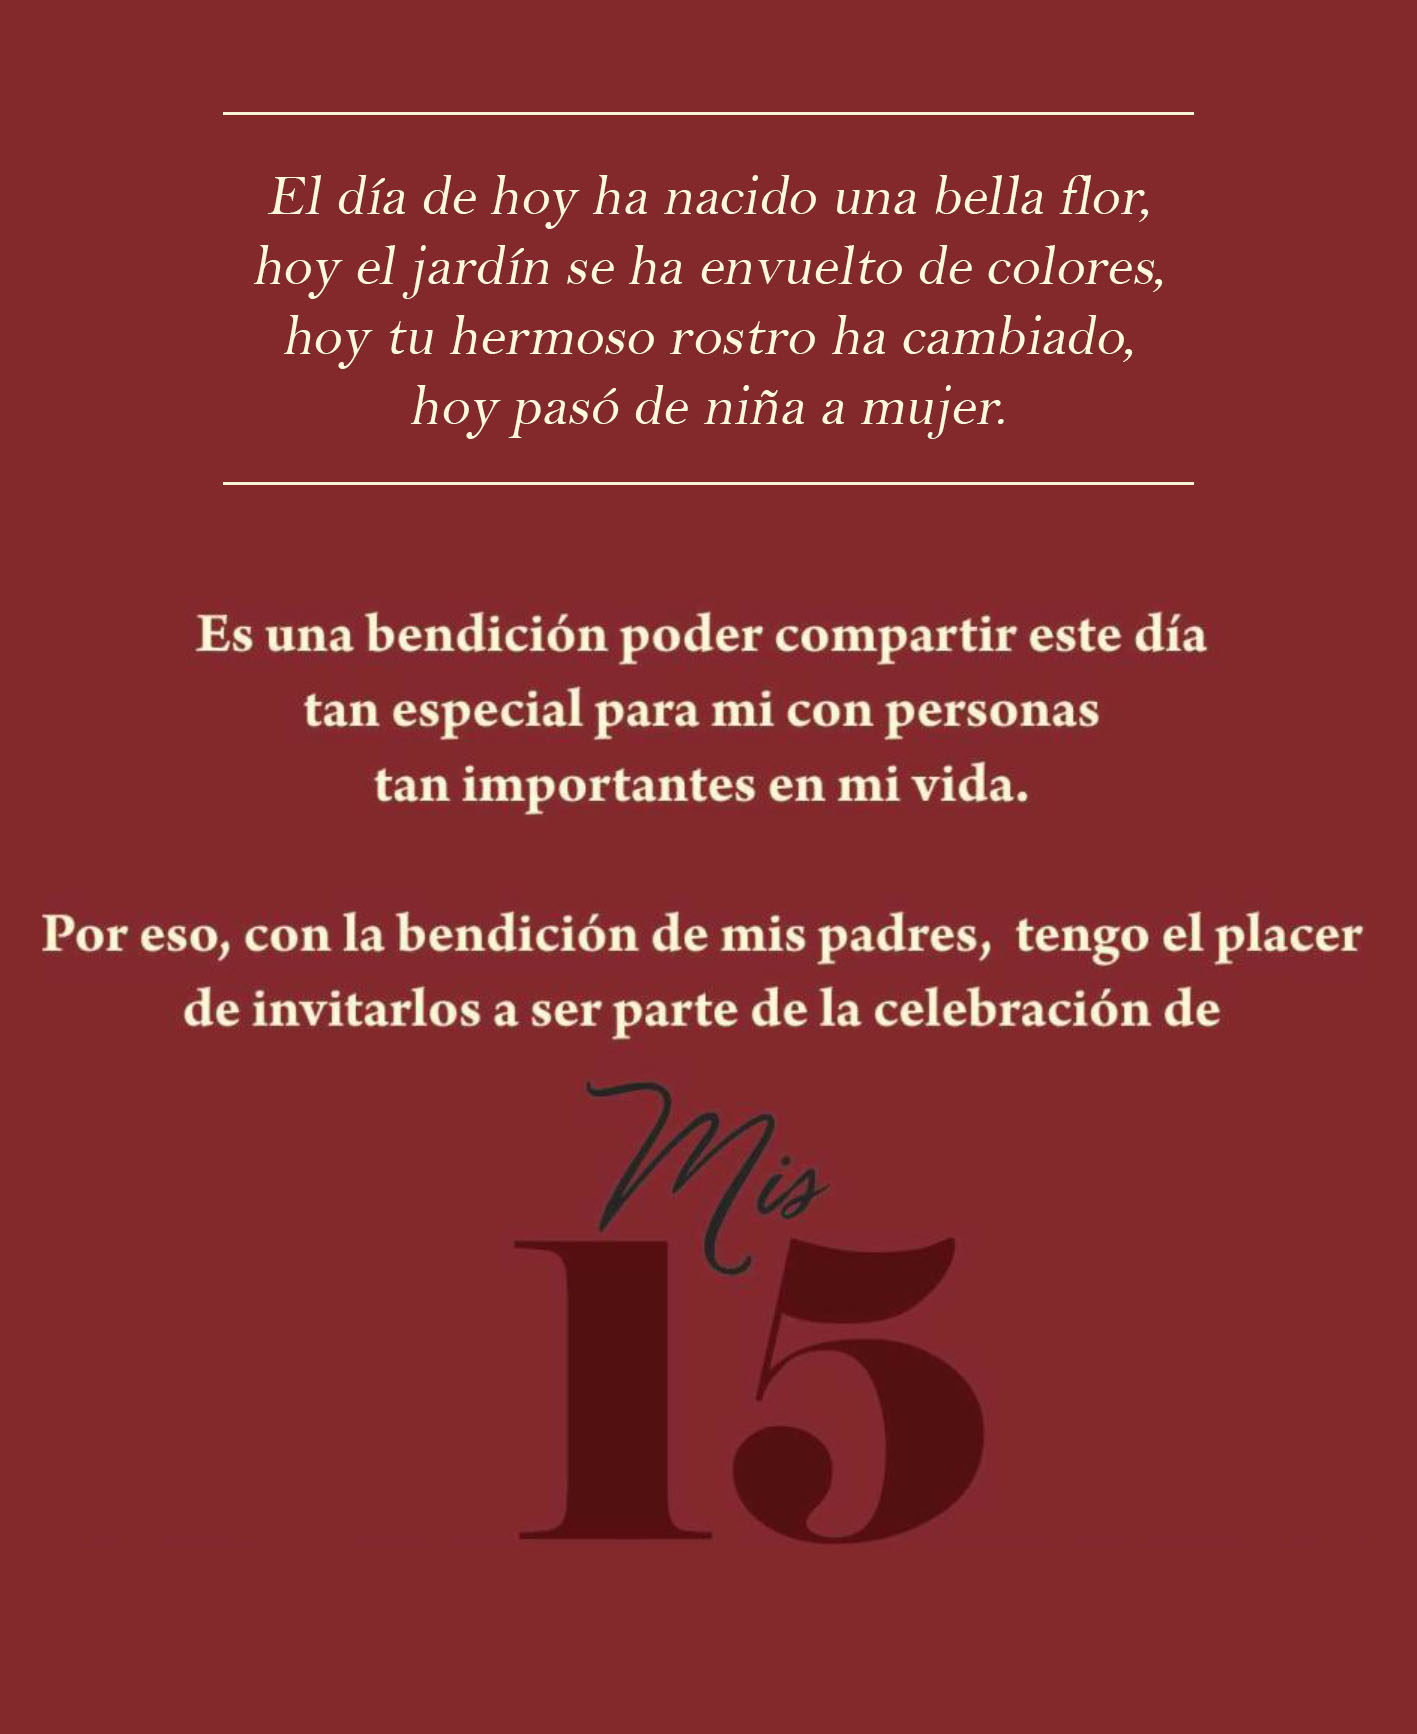 El día de hoy ha nacido una bella flor,
hoy el jardín se ha envuelto de colores,
hoy tu hermoso rostro ha cambiado,
hoy pasó de niña a mujer.
Es una bendición poder compartir este día
tan especial para mi con personas
tan importantes en mi vida.
Por eso, con la bendición de mis padres,  tengo el placer
de invitarlos a ser parte de la celebración de
Mis
15